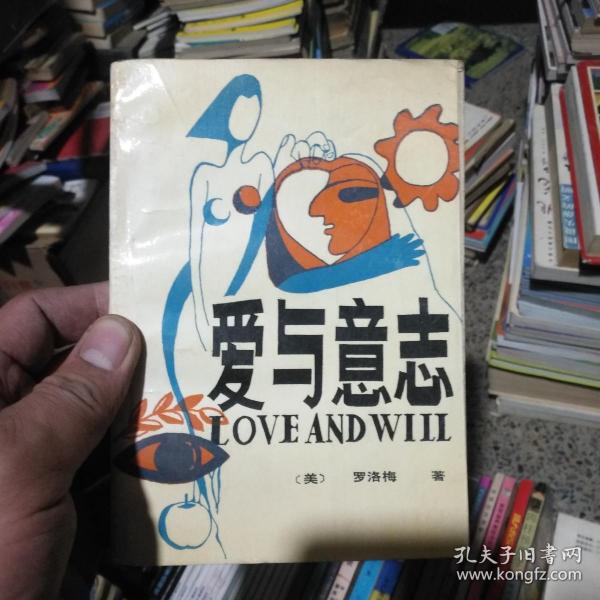 爱与意志
LOVE AND WILL
〔美〕 罗洛梅 著
孔夫子旧书网
www.kongfz.com